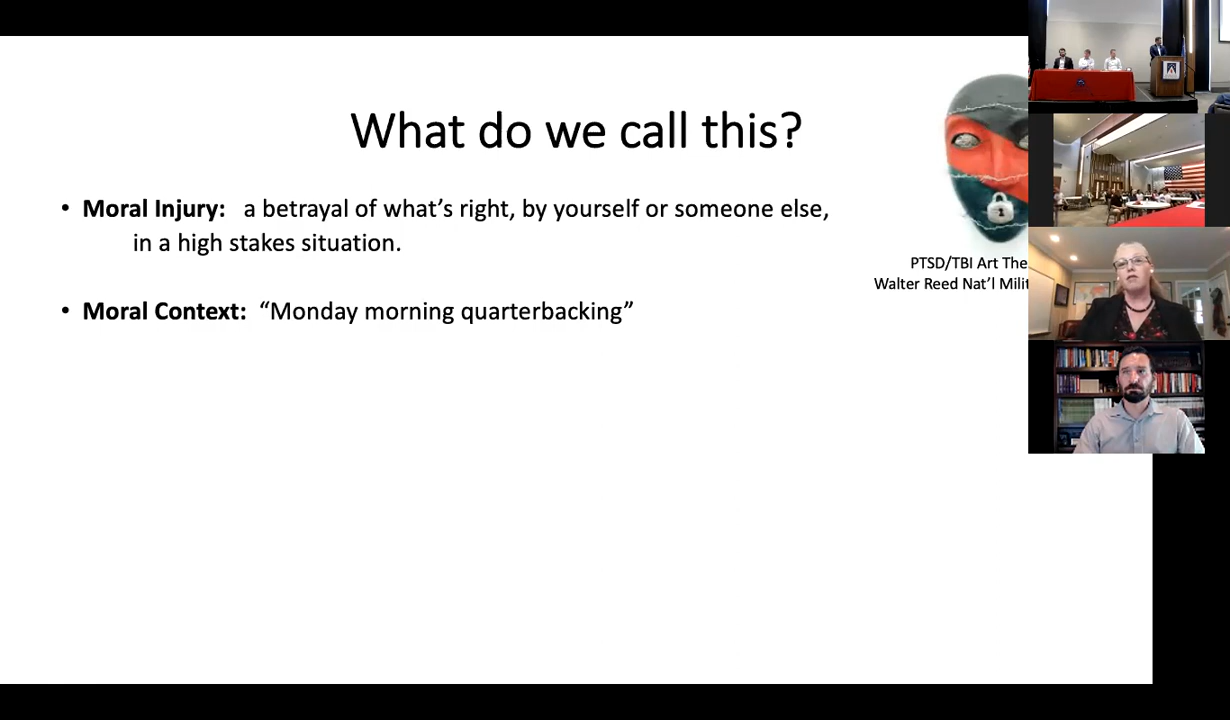 What do we call this?
• Moral Injury: a betrayal of what’s right, by yourself or someone else,
in a high stakes situation.
• Moral Context: “Monday morning quarterbacking”
PTSD/TBI Art The
Walter Reed Nat’l Milit